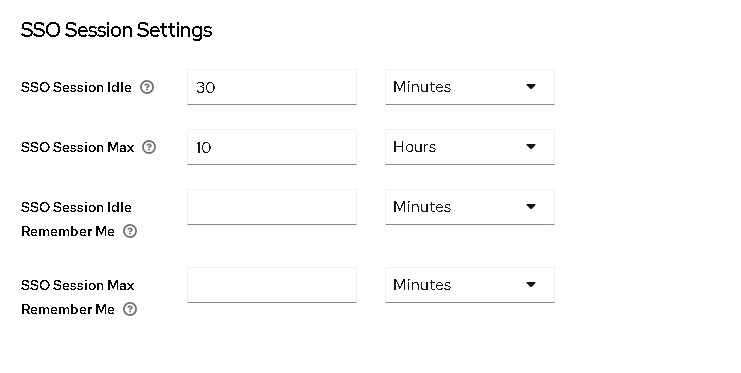 SSO Session Settings
SSO Session Idle 30 Minutes
SSO Session Max 10 Hours
SSO Session Idle Minutes
Remember Me
SSO Session Max Minutes
Remember Me